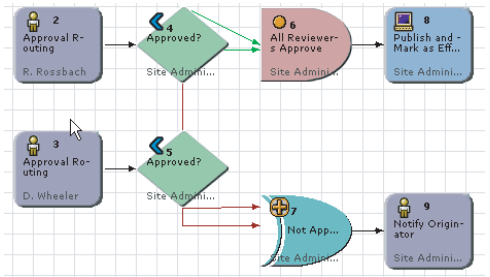 2
Approval R-
outing
R. Rossbach
4
Approved?
Site Admini...
6
All Reviewer-
s Approve
Site Admini...
8
Publish and -
Mark as Eff...
Site Admini...
3
Approval Ro-
uting
D. Wheeler
5
Approved?
Site Admini...
7
Not App...
Site Admini...
9
Notify Origin-
ator
Site Admini...